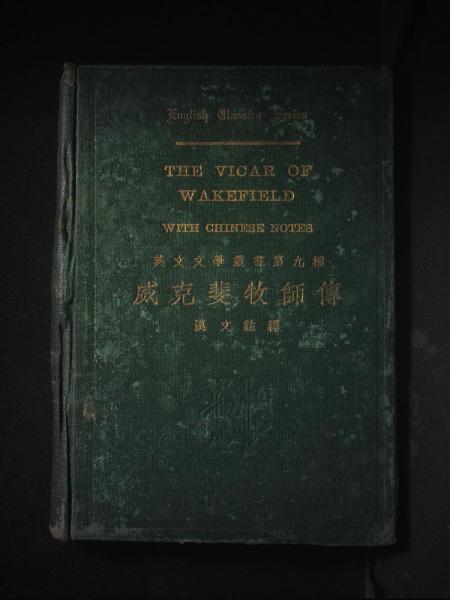 English Classics Series
THE VICAR OF
WAKEFIELD
WITH CHINESE NOTES
英文文學叢書第九種
威克斐牧師傳
漢文註釋